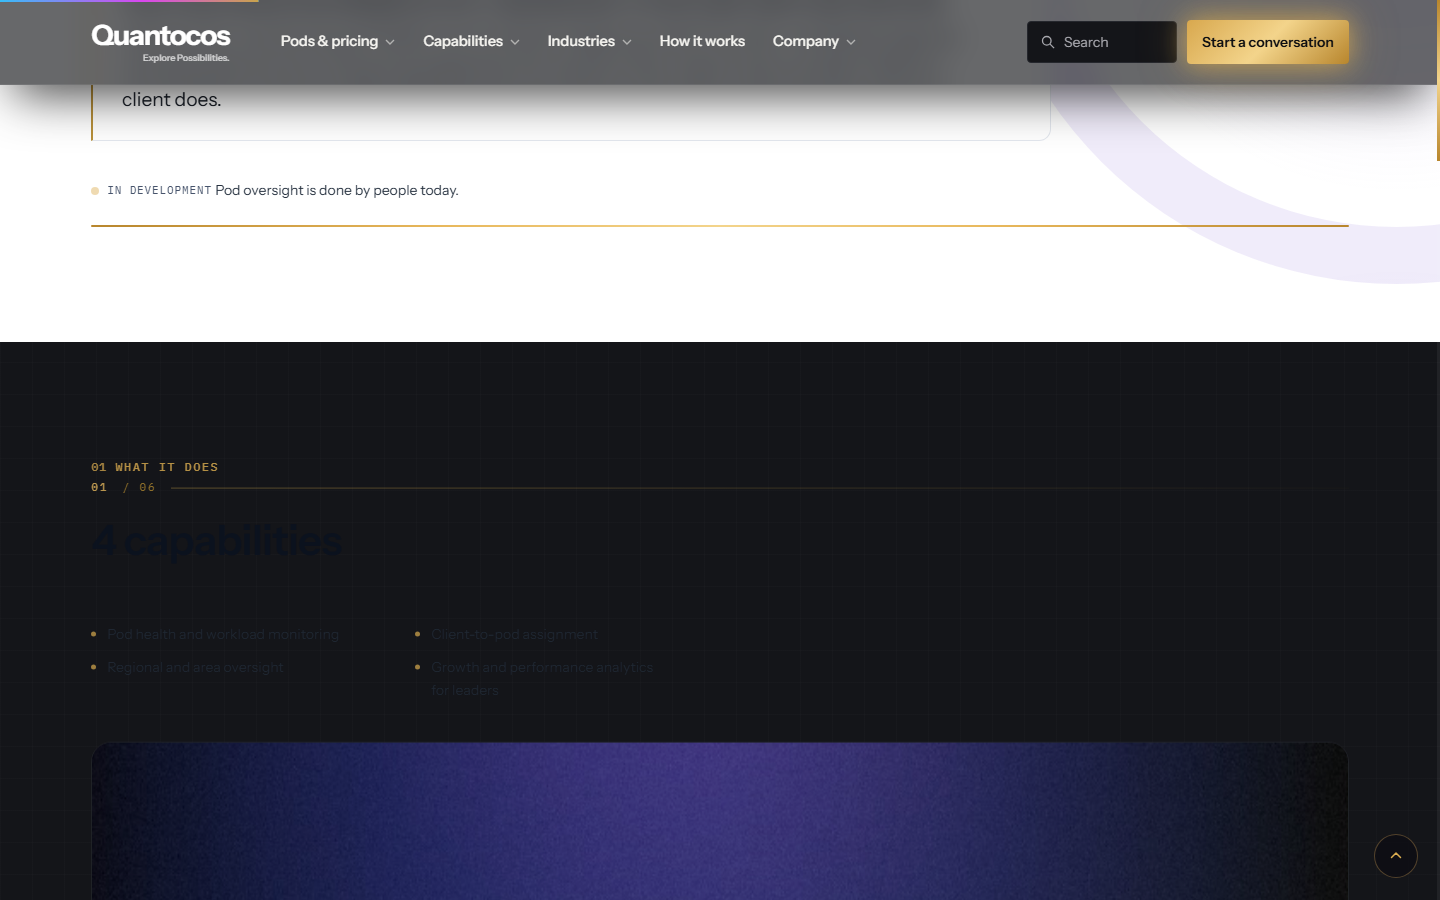 Quantocos
Explore Possibilities.
Pods & pricing
Capabilities
Industries
How it works
Company
Search
Start a conversation
client does.
IN DEVELOPMENT Pod oversight is done by people today.
01 WHAT IT DOES
01 / 06
4 capabilities
Pod health and workload monitoring
Client-to-pod assignment
Regional and area oversight
Growth and performance analytics
for leaders